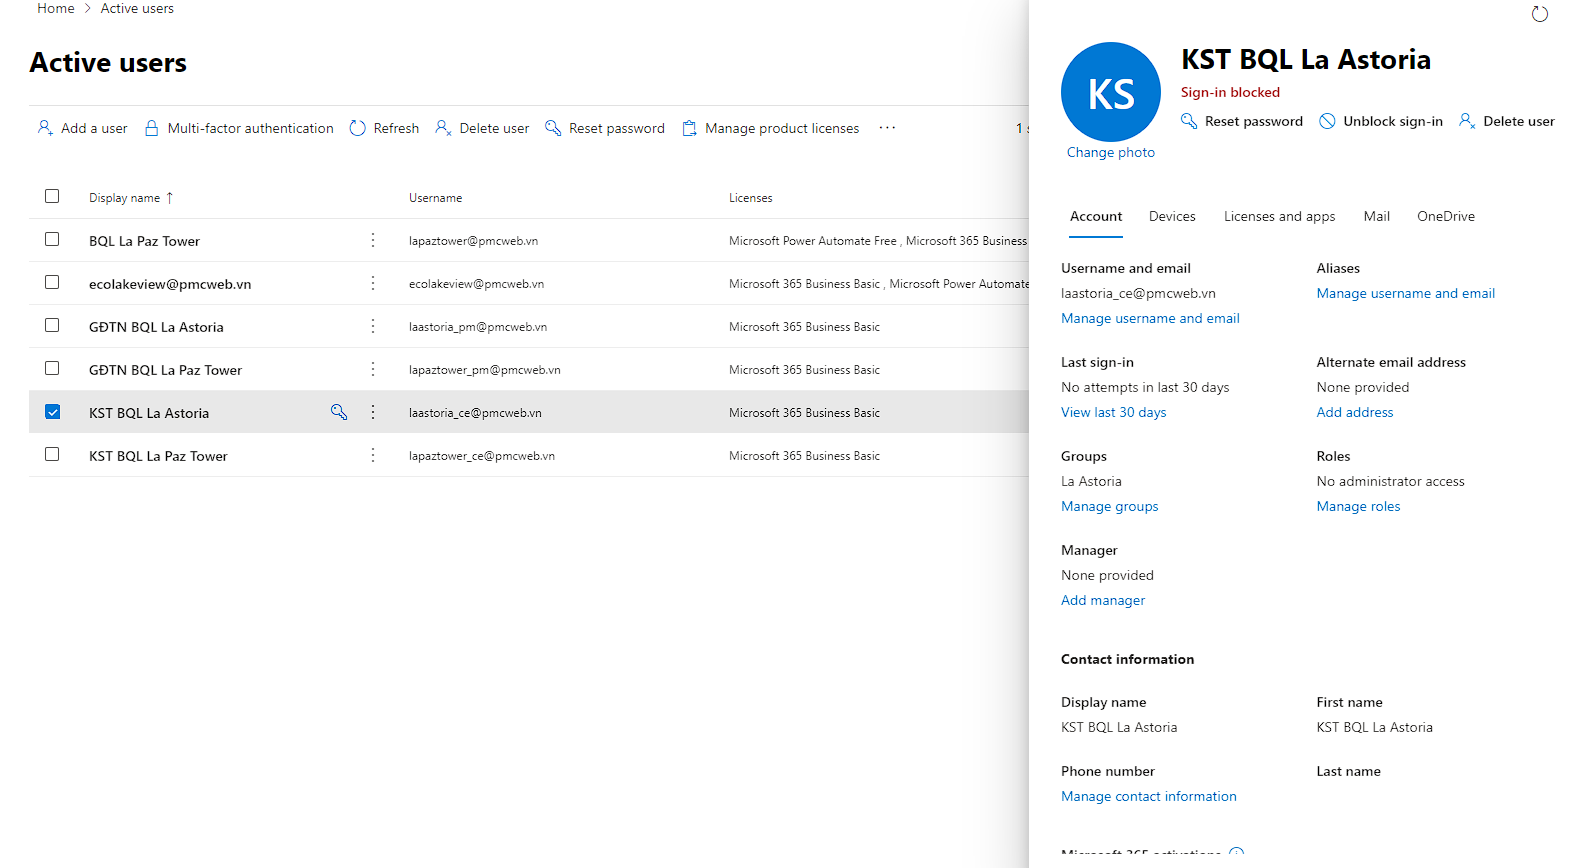 Home > Active users
Active users
Add a user
Multi-factor authentication
Refresh
Delete user
Reset password
Manage product licenses
...
1
Display name ↑
Username
Licenses
BQL La Paz Tower
lapaztower@pmcweb.vn
Microsoft Power Automate Free , Microsoft 365 Business
ecolakeview@pmcweb.vn
ecolakeview@pmcweb.vn
Microsoft 365 Business Basic , Microsoft Power Automate
GĐTN BQL La Astoria
laastoria_pm@pmcweb.vn
Microsoft 365 Business Basic
GĐTN BQL La Paz Tower
lapaztower_pm@pmcweb.vn
Microsoft 365 Business Basic
KST BQL La Astoria
laastoria_ce@pmcweb.vn
Microsoft 365 Business Basic
KST BQL La Paz Tower
lapaztower_ce@pmcweb.vn
Microsoft 365 Business Basic
KS
Change photo
KST BQL La Astoria
Sign-in blocked
Reset password
Unblock sign-in
Delete user
Account
Devices
Licenses and apps
Mail
OneDrive
Username and email
laastoria_ce@pmcweb.vn
Manage username and email
Aliases
Manage username and email
Last sign-in
No attempts in last 30 days
View last 30 days
Alternate email address
None provided
Add address
Groups
La Astoria
Manage groups
Roles
No administrator access
Manage roles
Manager
None provided
Add manager
Contact information
Display name
KST BQL La Astoria
First name
KST BQL La Astoria
Phone number
Manage contact information
Last name
Microsoft 365 activations